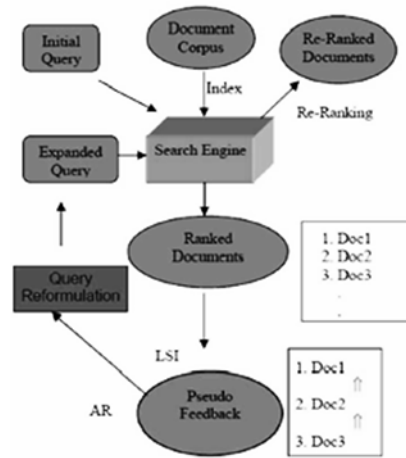 Initial
Query
Document
Corpus
Re-Ranked
Documents
Index
Re-Ranking
Expanded
Query
Search Engine
Ranked
Documents
1. Doc1
2. Doc2
3. Doc3
.
.
Query
Reformulation
LSI
AR
Pseudo
Feedback
1. Doc1
⇑
2. Doc2
⇑
3. Doc3